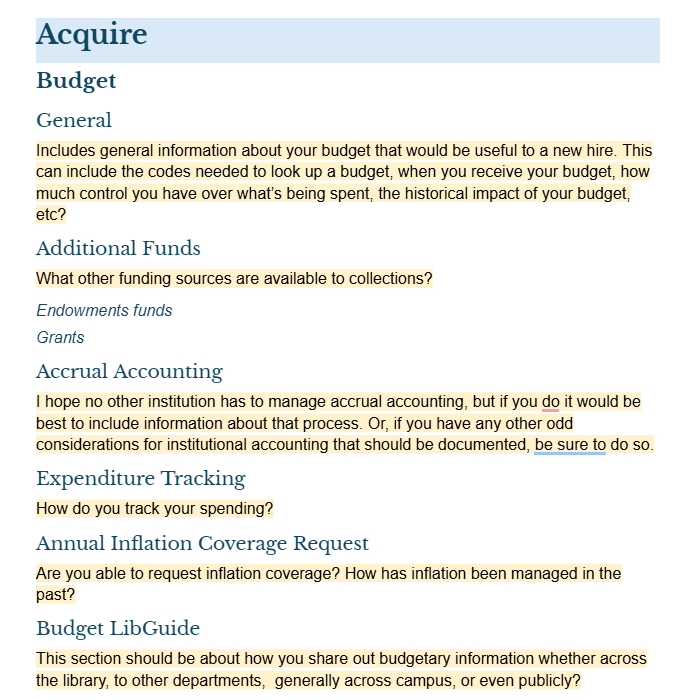 Acquire
Budget
General
Includes general information about your budget that would be useful to a new hire. This
can include the codes needed to look up a budget, when you receive your budget, how
much control you have over what’s being spent, the historical impact of your budget,
etc?
Additional Funds
What other funding sources are available to collections?
Endowments funds
Grants
Accrual Accounting
I hope no other institution has to manage accrual accounting, but if you do it would be
best to include information about that process. Or, if you have any other odd
considerations for institutional accounting that should be documented, be sure to do so.
Expenditure Tracking
How do you track your spending?
Annual Inflation Coverage Request
Are you able to request inflation coverage? How has inflation been managed in the
past?
Budget LibGuide
This section should be about how you share out budgetary information whether across
the library, to other departments,  generally across campus, or even publicly?